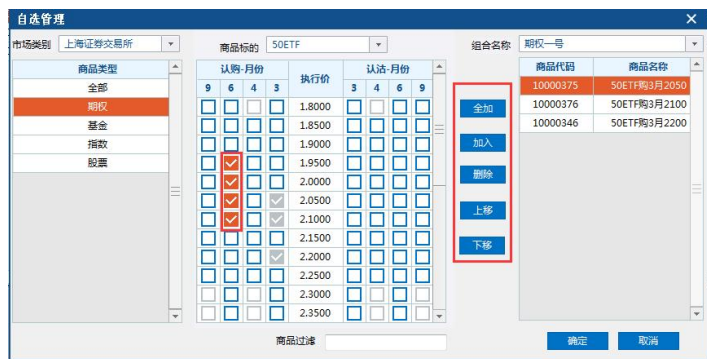 自选管理
市场类别 上海证券交易所 商品标的 50ETF 组合名称 期权一号
商品类型
全部
期权
基金
指数
股票
认购-月份 执行价 认沽-月份
9 6 4 3 3 4 6 9
1.8000
1.8500
1.9000
1.9500
2.0000
2.0500
2.1000
2.1500
2.2000
2.2500
2.3000
2.3500
全加
加入
删除
上移
下移
商品代码 商品名称
10000375 50ETF购3月2050
10000376 50ETF购3月2100
10000346 50ETF购3月2200
商品过滤
确定 取消